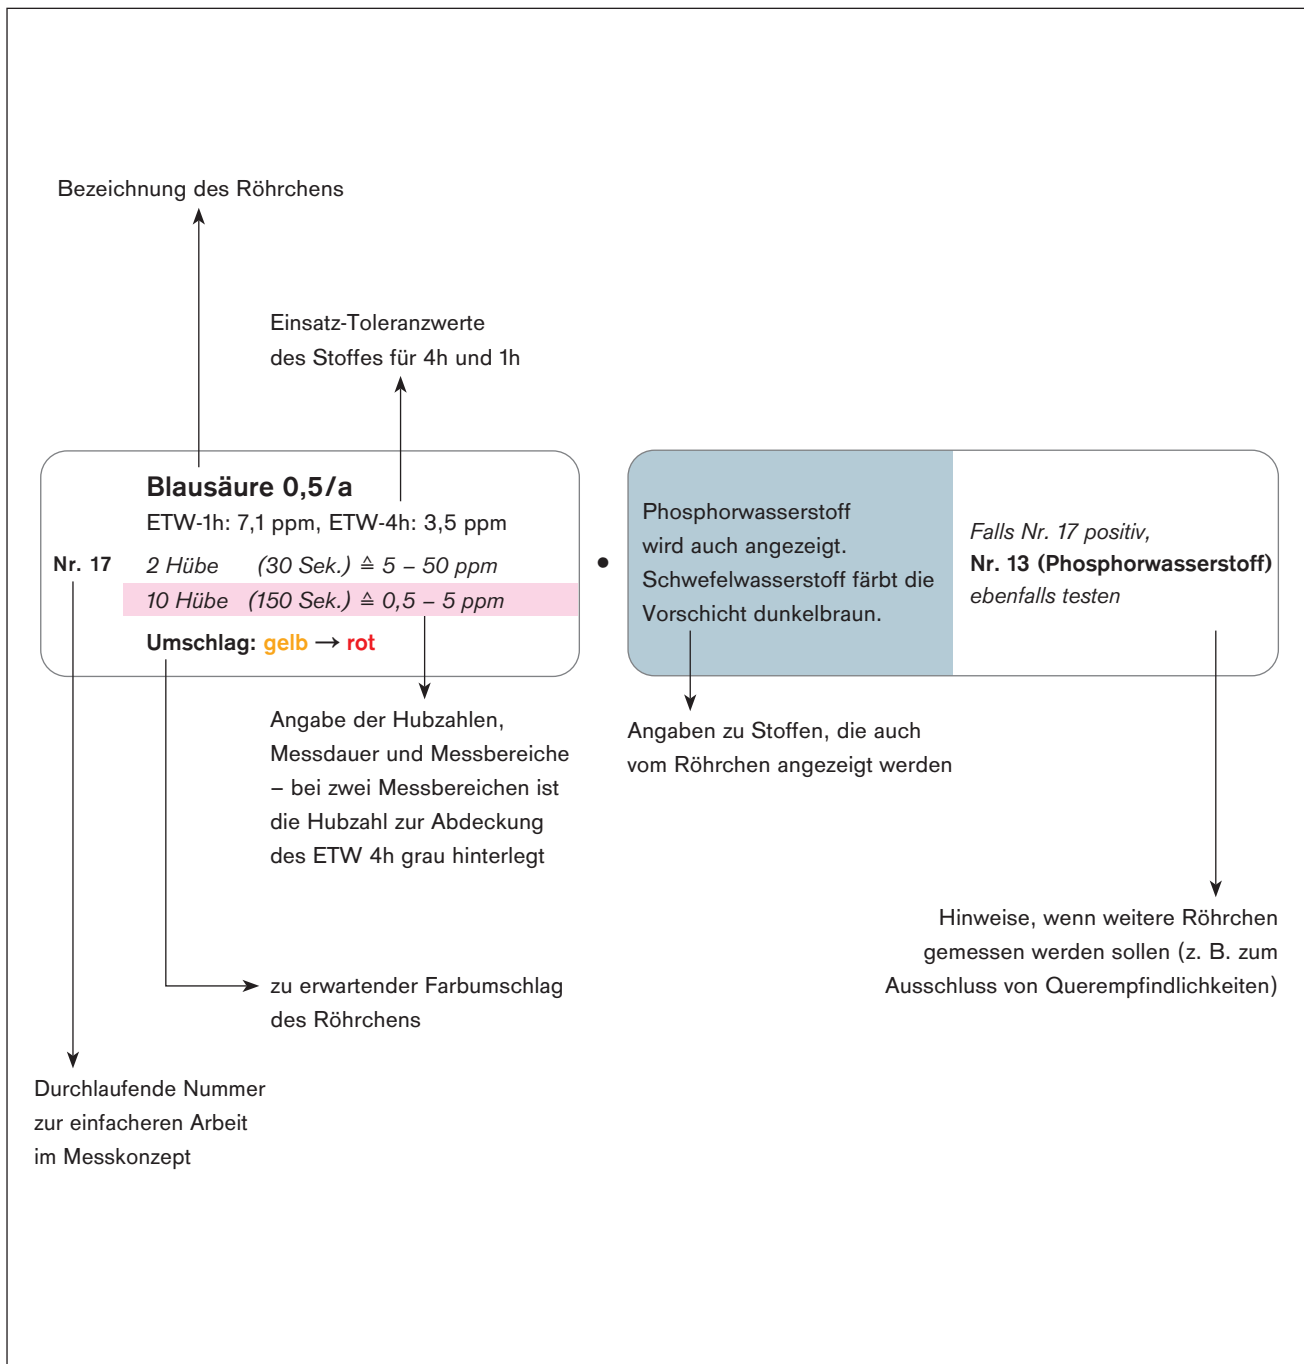 Bezeichnung des Röhrchens
Einsatz-Toleranzwerte
des Stoffes für 4h und 1h
Blausäure 0,5/a
ETW-1h: 7,1 ppm, ETW-4h: 3,5 ppm
Nr. 17
2 Hübe (30 Sek.) ≙ 5 – 50 ppm
10 Hübe (150 Sek.) ≙ 0,5 – 5 ppm
Umschlag: gelb → rot
•
Phosphorwasserstoff
wird auch angezeigt.
Schwefelwasserstoff färbt die
Vorschicht dunkelbraun.
Falls Nr. 17 positiv,
Nr. 13 (Phosphorwasserstoff)
ebenfalls testen
Angabe der Hubzahlen,
Messdauer und Messbereiche
– bei zwei Messbereichen ist
die Hubzahl zur Abdeckung
des ETW 4h grau hinterlegt
Angaben zu Stoffen, die auch
vom Röhrchen angezeigt werden
Hinweise, wenn weitere Röhrchen
gemessen werden sollen (z. B. zum
Ausschluss von Querempfindlichkeiten)
zu erwartender Farbumschlag
des Röhrchens
Durchlaufende Nummer
zur einfacheren Arbeit
im Messkonzept